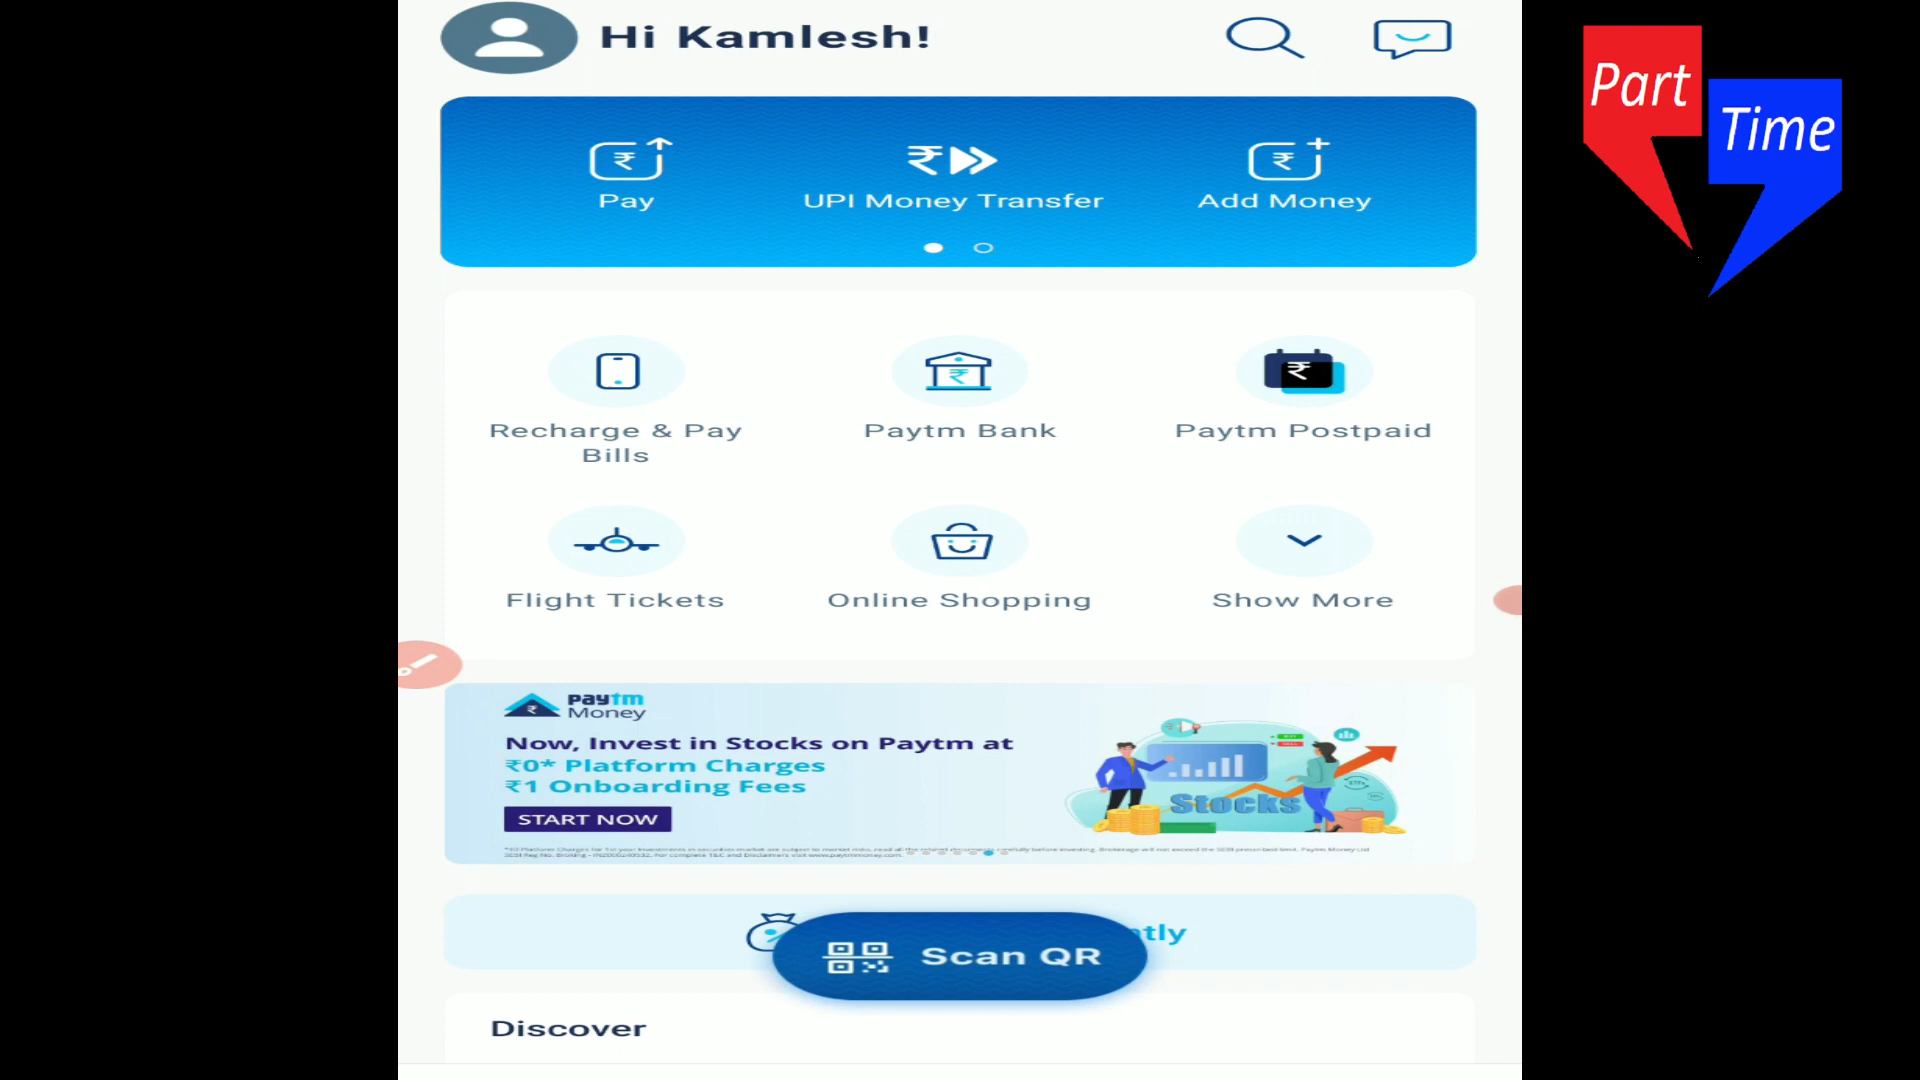 Hi Kamlesh!
Part
Time
Pay
UPI Money Transfer
Add Money
Recharge & Pay
Bills
Paytm Bank
Paytm Postpaid
Flight Tickets
Online Shopping
Show More
paytm
Money
Now, Invest in Stocks on Paytm at
₹0* Platform Charges
₹1 Onboarding Fees
START NOW
Stocks
Scan QR
Discover